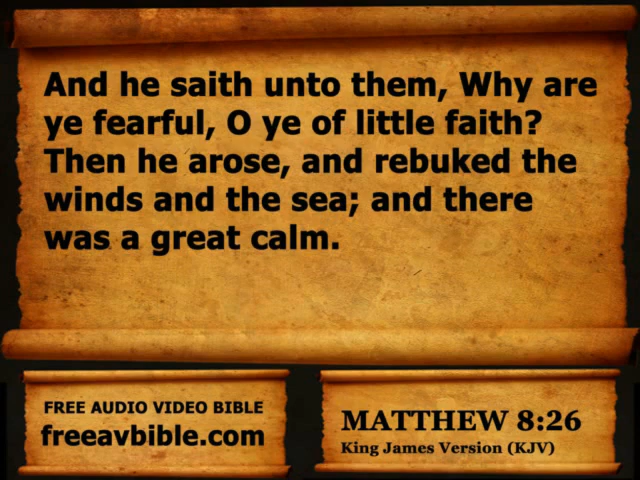 And he saith unto them, Why are
ye fearful, O ye of little faith?
Then he arose, and rebuked the
winds and the sea; and there
was a great calm.
FREE AUDIO VIDEO BIBLE
freeavbible.com
MATTHEW 8:26
King James Version (KJV)